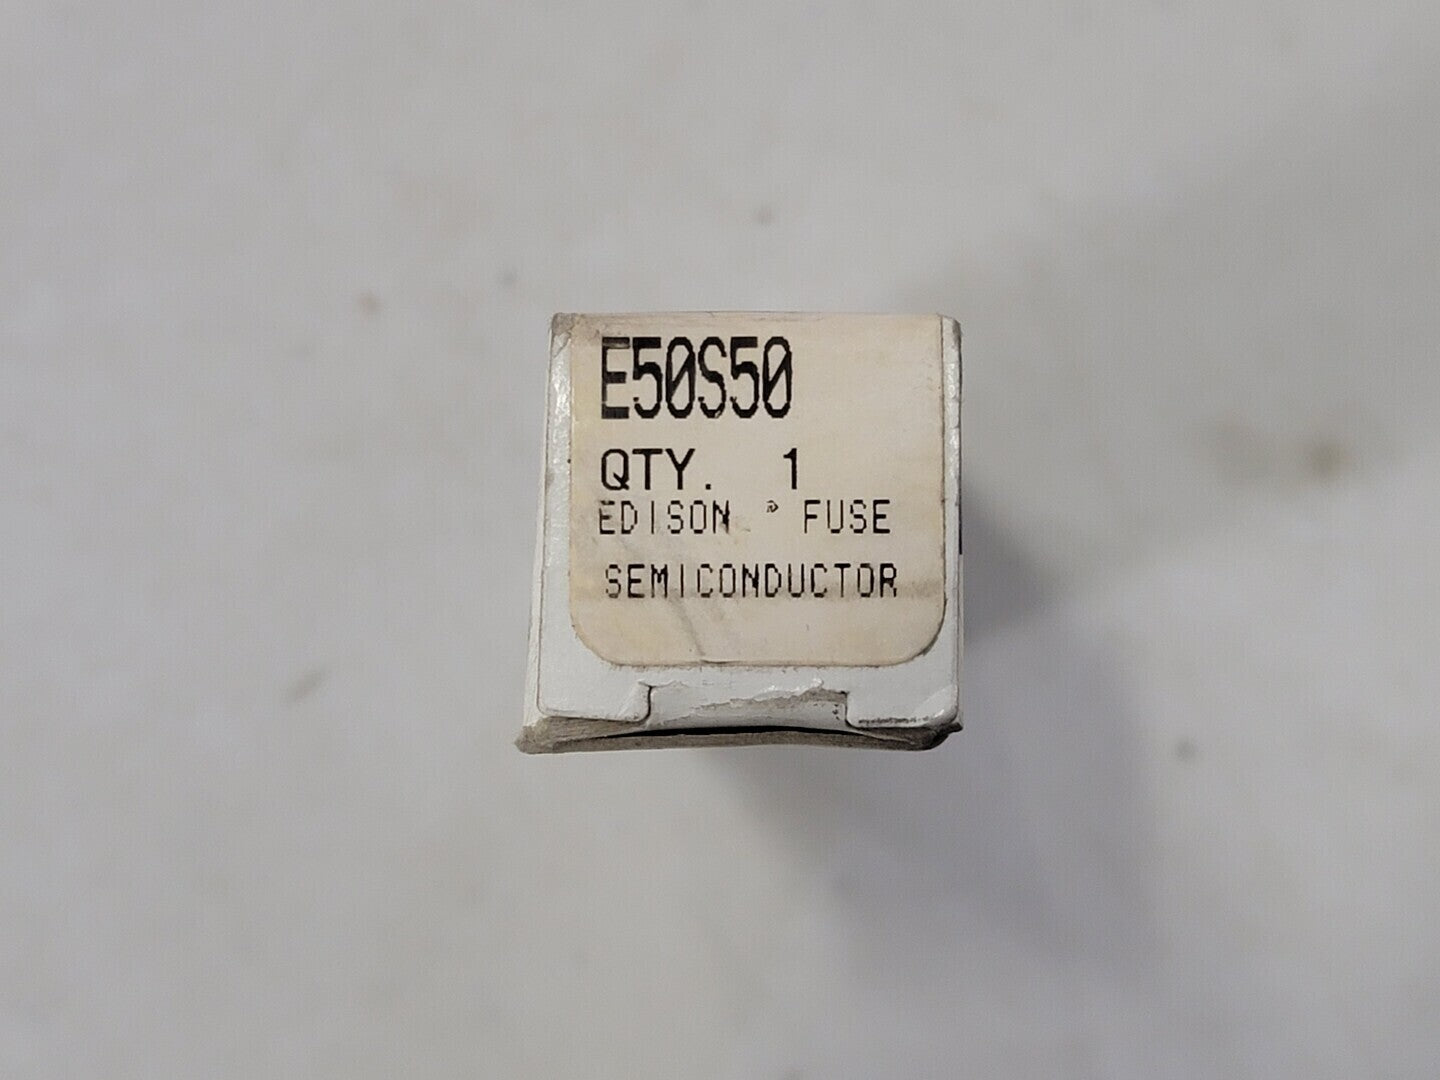 E50S50
QTY. 1
EDISON ® FUSE
SEMICONDUCTOR